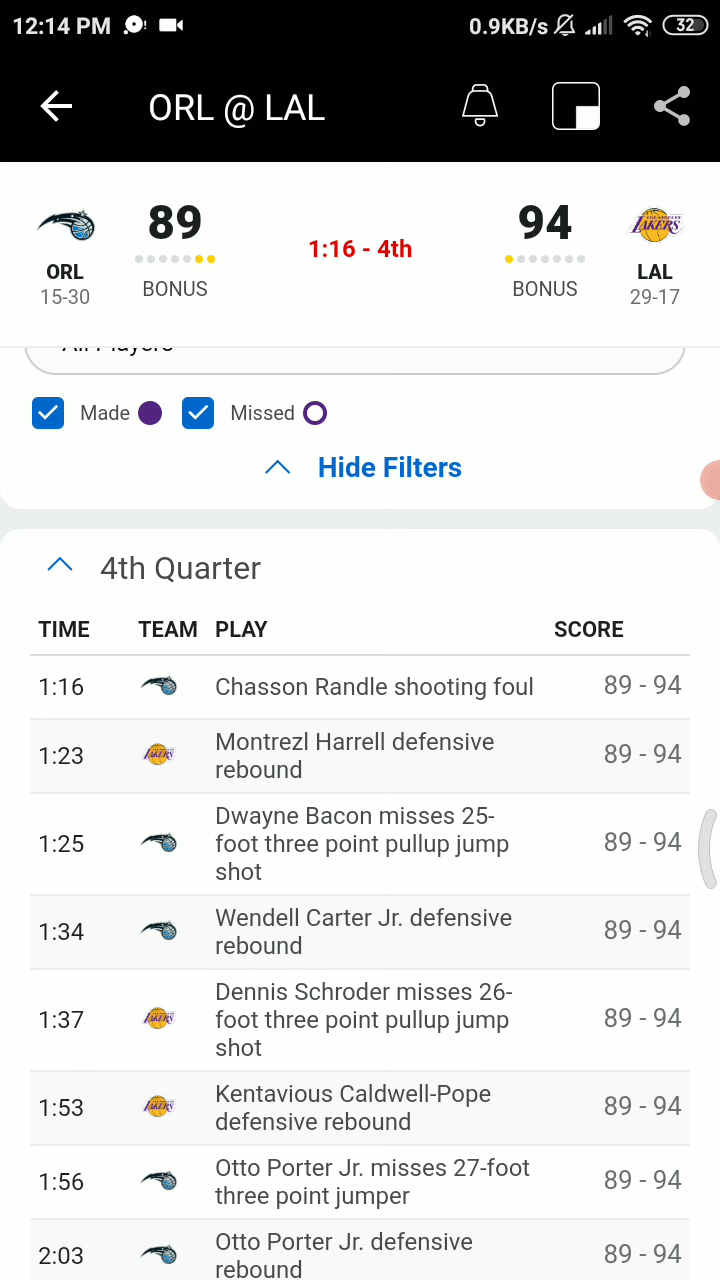 12:14 PM 0.9KB/s 32
ORL @ LAL
89 94
1:16 - 4th
ORL BONUS BONUS LAL
15-30 29-17
All Players
Made Missed
Hide Filters
4th Quarter
TIME TEAM PLAY SCORE
1:16 Chasson Randle shooting foul 89 - 94
1:23 Montrezl Harrell defensive
rebound 89 - 94
1:25 Dwayne Bacon misses 25-
foot three point pullup jump
shot 89 - 94
1:34 Wendell Carter Jr. defensive
rebound 89 - 94
1:37 Dennis Schroder misses 26-
foot three point pullup jump
shot 89 - 94
1:53 Kentavious Caldwell-Pope
defensive rebound 89 - 94
1:56 Otto Porter Jr. misses 27-foot
three point jumper 89 - 94
2:03 Otto Porter Jr. defensive
rebound 89 - 94